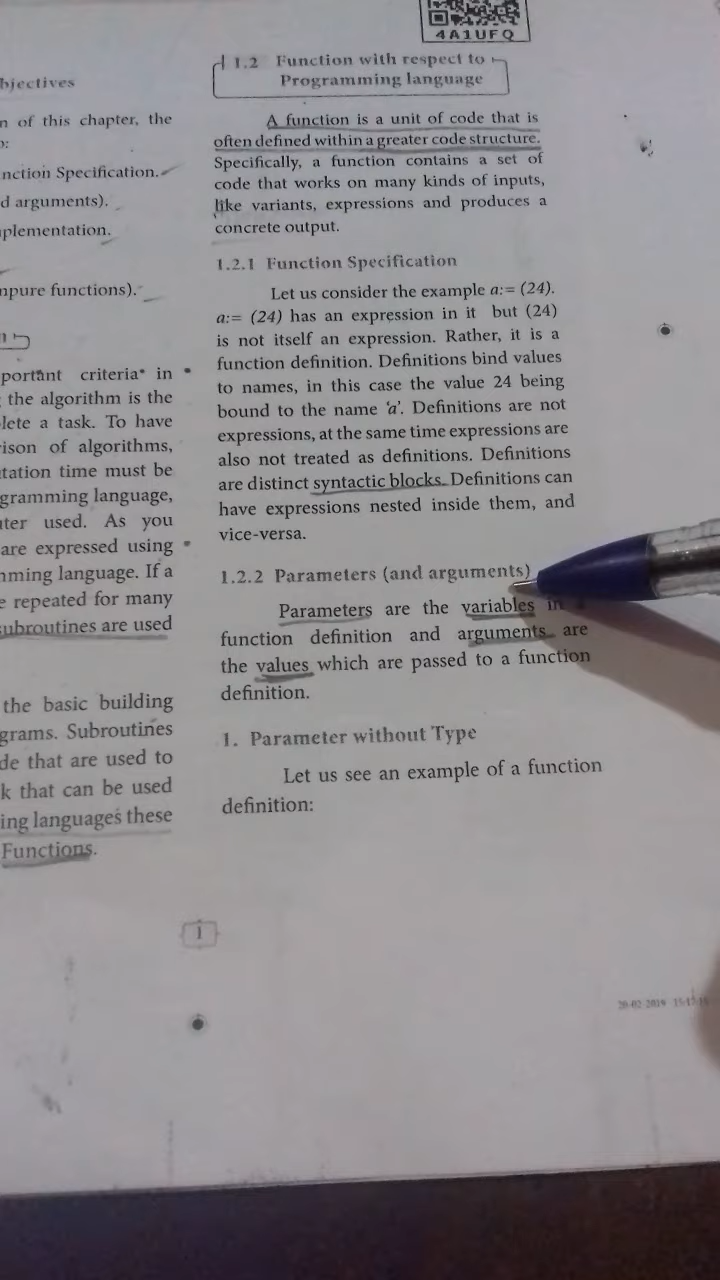 bjectives
n of this chapter, the
nction Specification.
d arguments).
plementation.
npure functions).
portant criteria in
the algorithm is the
lete a task. To have
rison of algorithms,
tation time must be
gramming language,
ter used. As you
are expressed using
ming language. If a
repeated for many
subroutines are used
the basic building
grams. Subroutines
de that are used to
k that can be used
ing languages these
Functions.
4A1UFQ
1.2 Function with respect to
Programming language
A function is a unit of code that is
often defined within a greater code structure.
Specifically, a function contains a set of
code that works on many kinds of inputs,
like variants, expressions and produces a
concrete output.
1.2.1 Function Specification
Let us consider the example a:= (24).
a:= (24) has an expression in it but (24)
is not itself an expression. Rather, it is a
function definition. Definitions bind values
to names, in this case the value 24 being
bound to the name ‘a’. Definitions are not
expressions, at the same time expressions are
also not treated as definitions. Definitions
are distinct syntactic blocks. Definitions can
have expressions nested inside them, and
vice-versa.
1.2.2 Parameters (and arguments)
Parameters are the variables in
function definition and arguments are
the values which are passed to a function
definition.
1. Parameter without Type
Let us see an example of a function
definition:
1
20-02-2019